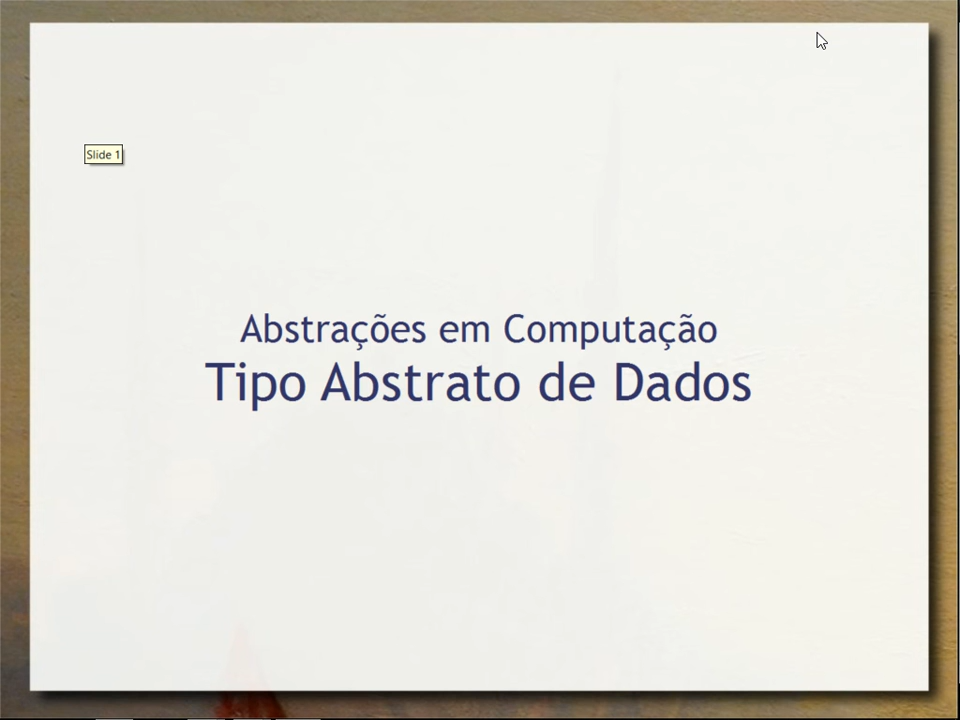 Slide 1
Abstrações em Computação
Tipo Abstrato de Dados